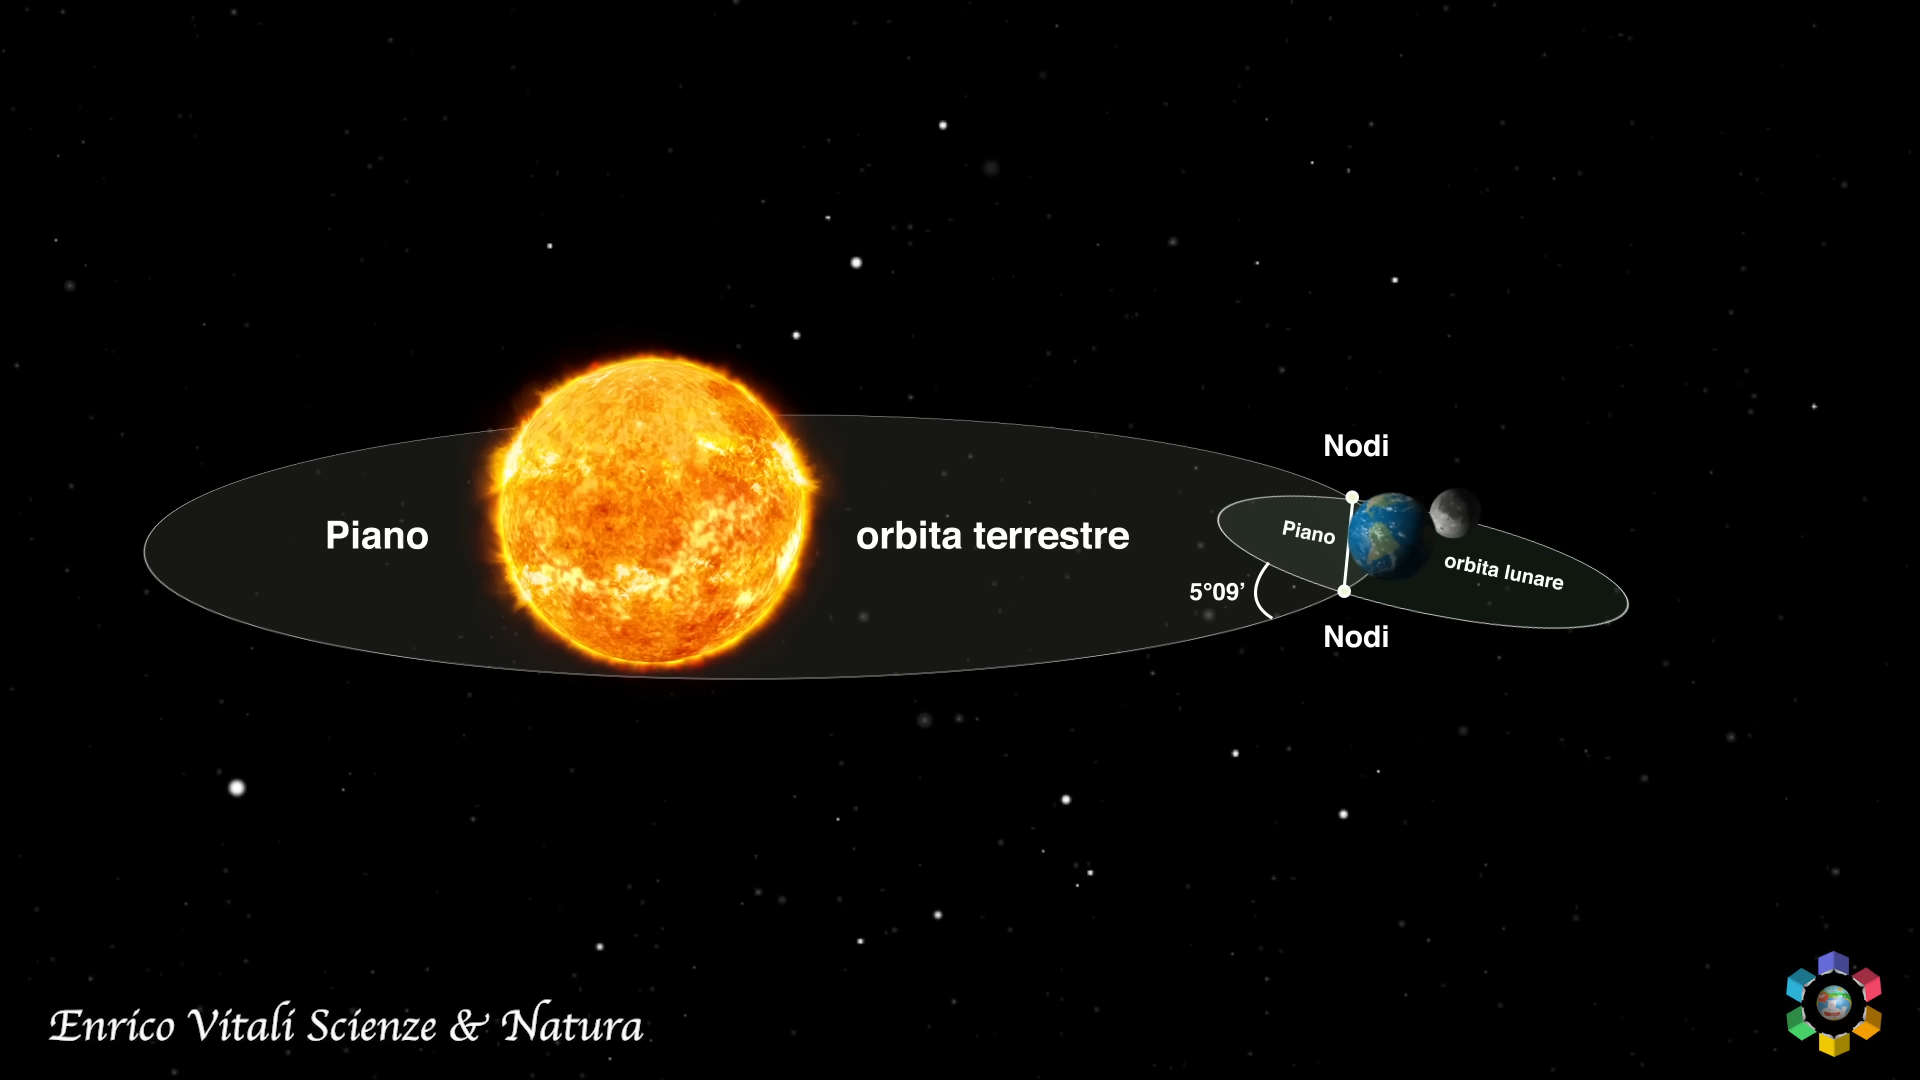 Nodi
Piano
orbita terrestre
Piano
orbita lunare
5°09’
Nodi
Enrico Vitali Scienze & Natura